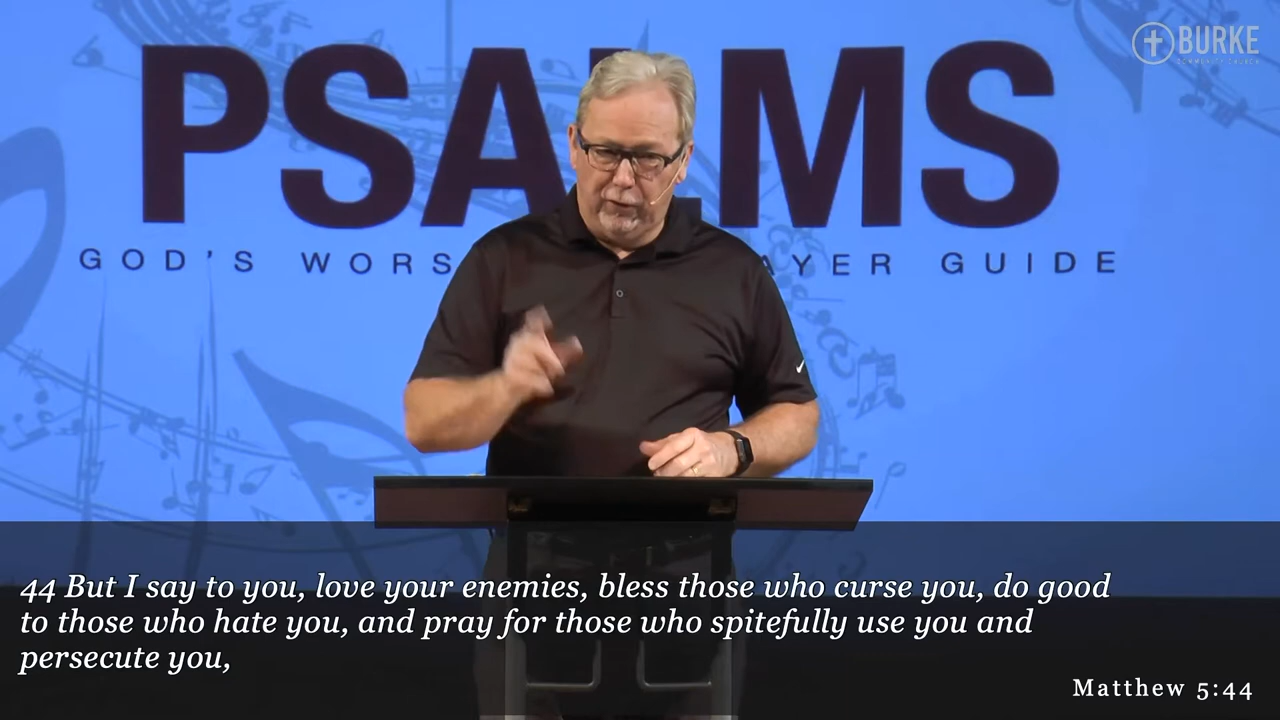 BURKE
COMMUNITY CHURCH
PSALMS
GOD'S WORS AYER GUIDE
44 But I say to you, love your enemies, bless those who curse you, do good
to those who hate you, and pray for those who spitefully use you and
persecute you,
Matthew 5:44